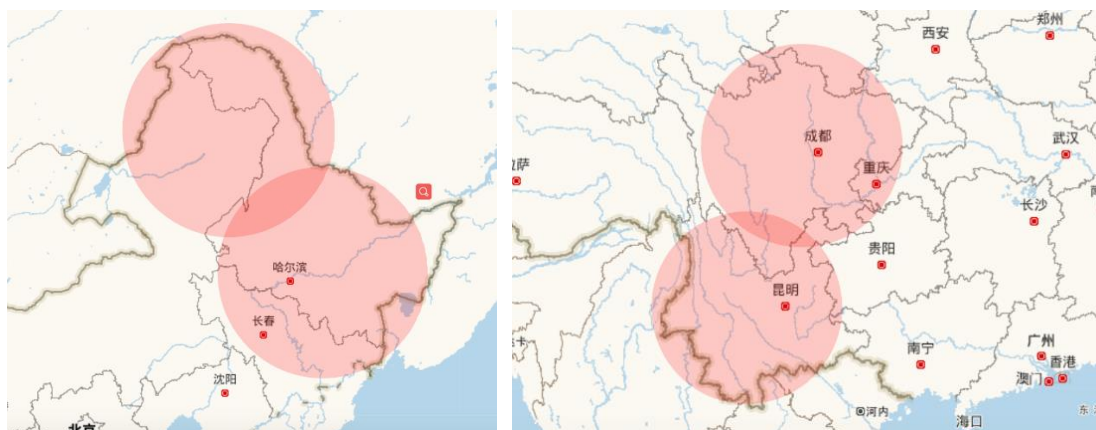 哈尔滨
长春
沈阳
北京
郑州
西安
成都
武汉
拉萨
重庆
长沙
贵阳
昆明
广州
南宁
香港
澳门
河内
海口